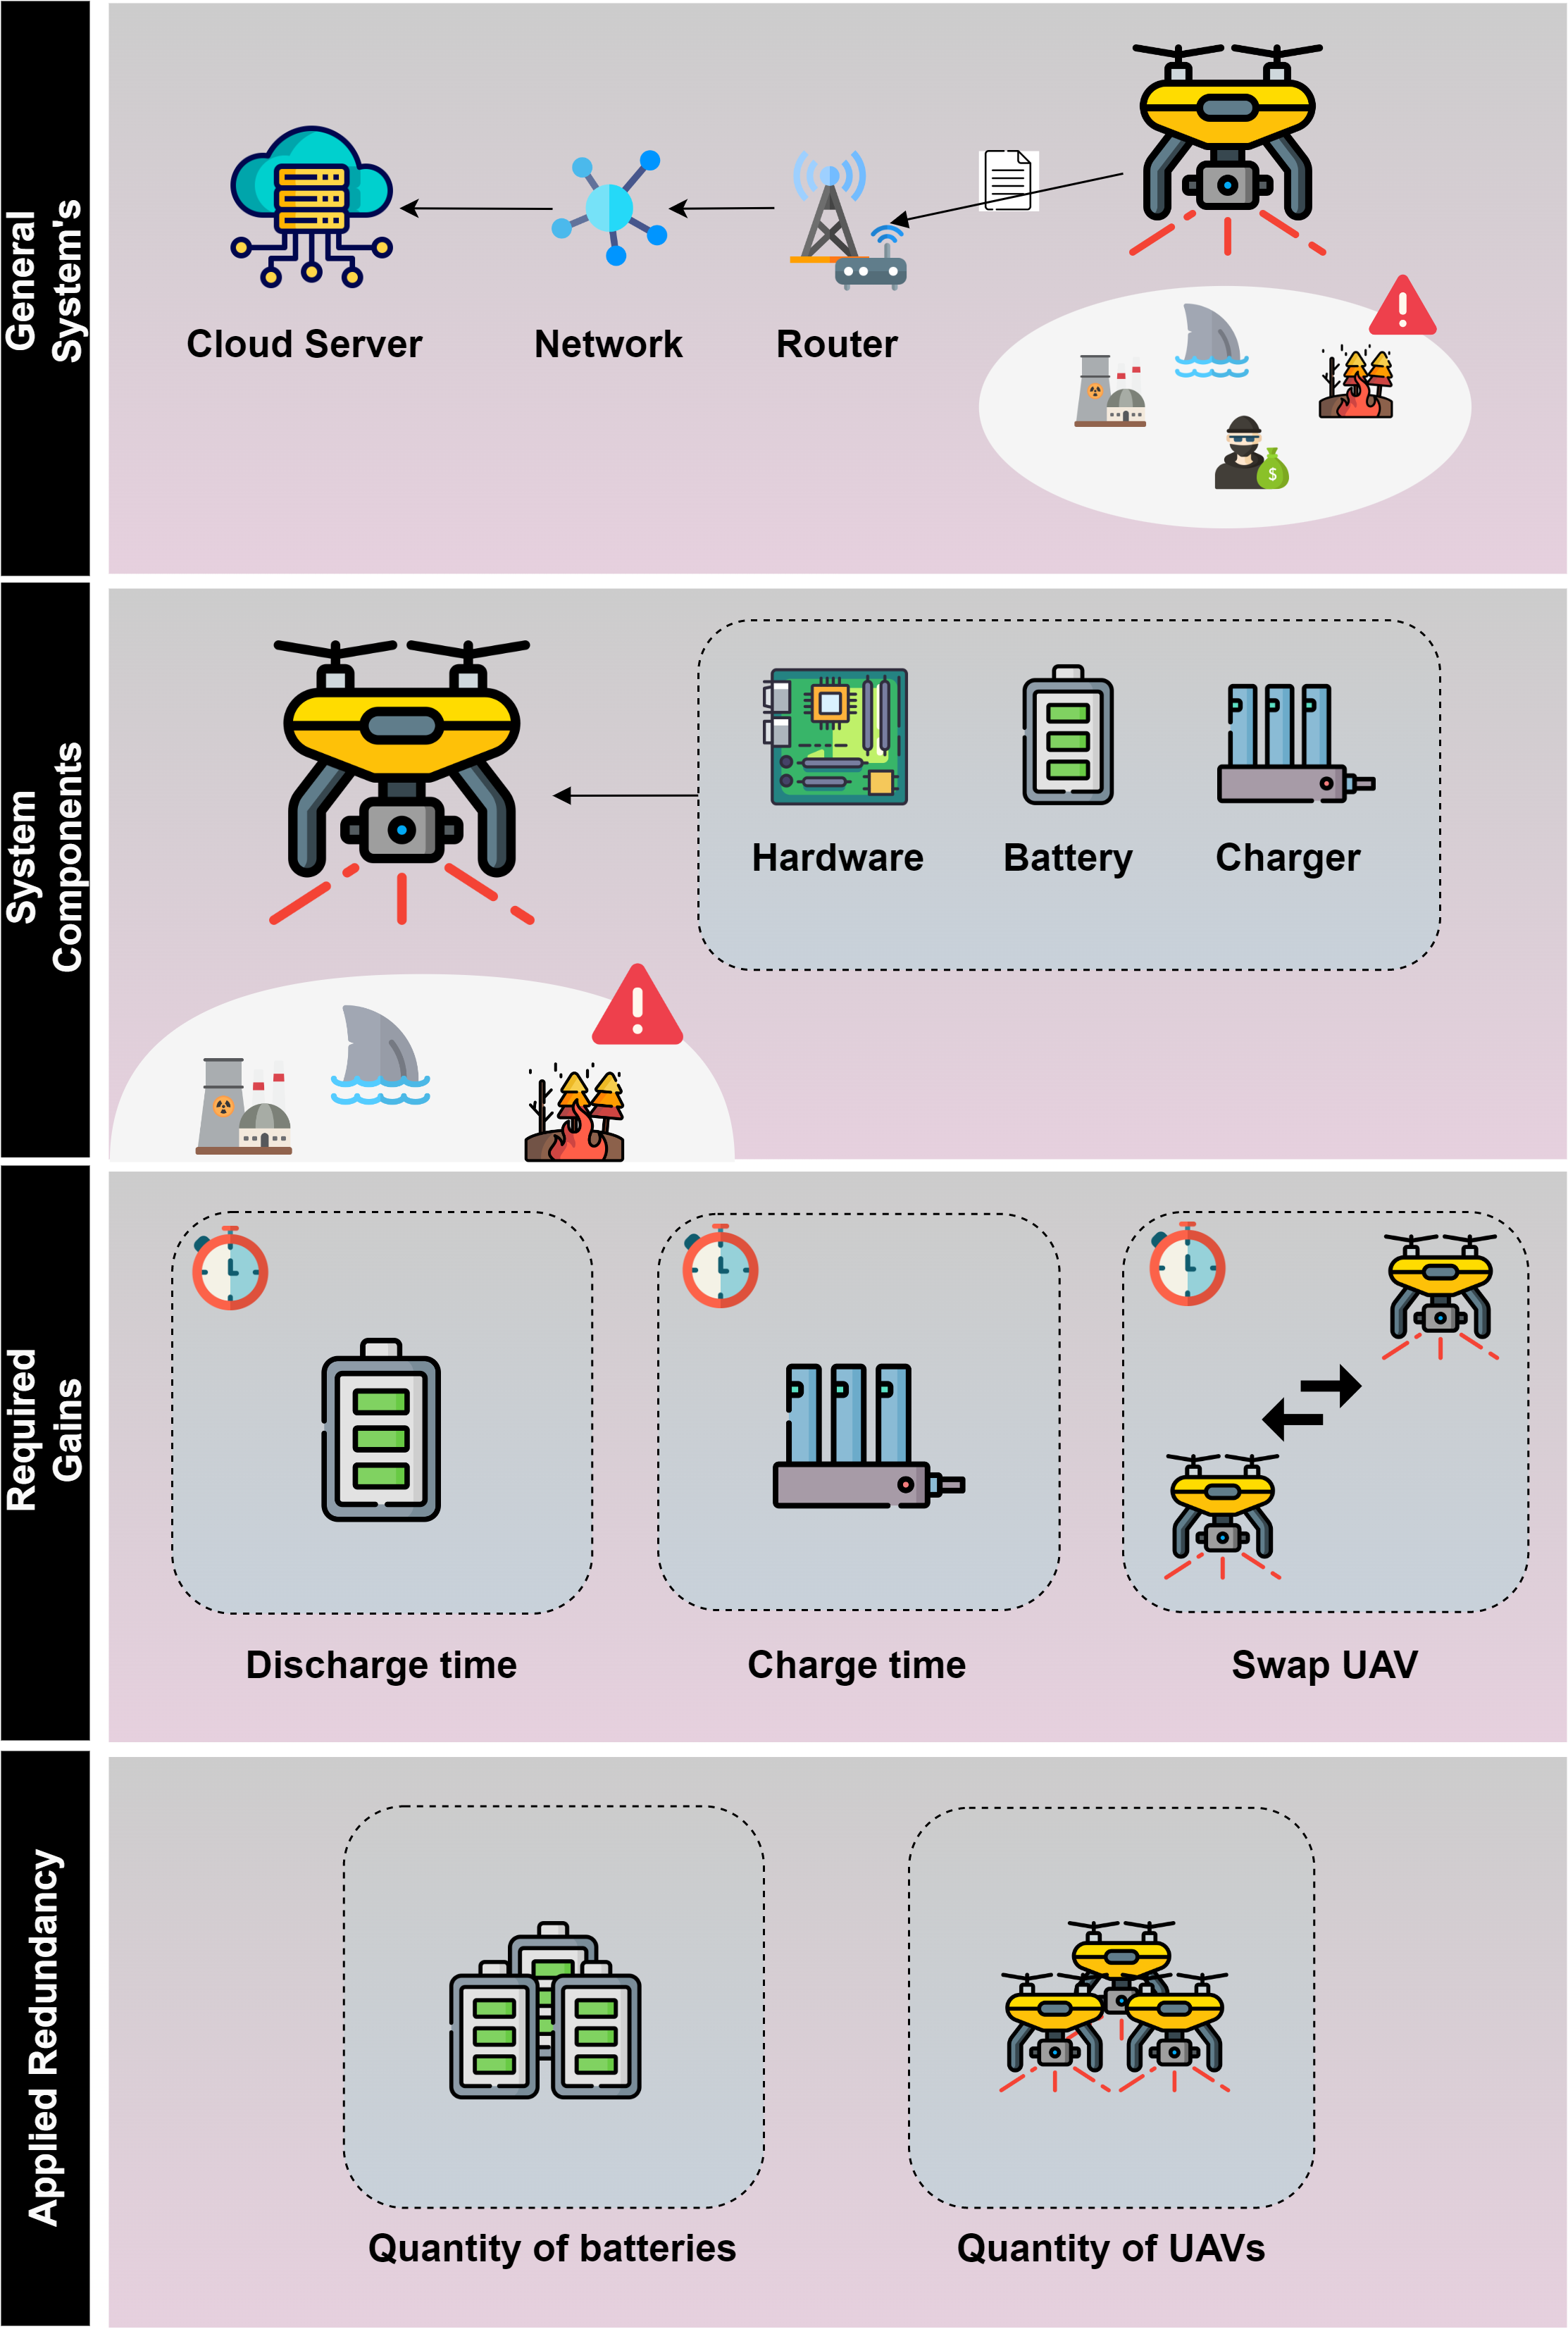 General
System's
Cloud Server
Network
Router
$
System
Components
Hardware
Battery
Charger
Required
Gains
Discharge time
Charge time
Swap UAV
Applied Redundancy
Quantity of batteries
Quantity of UAVs